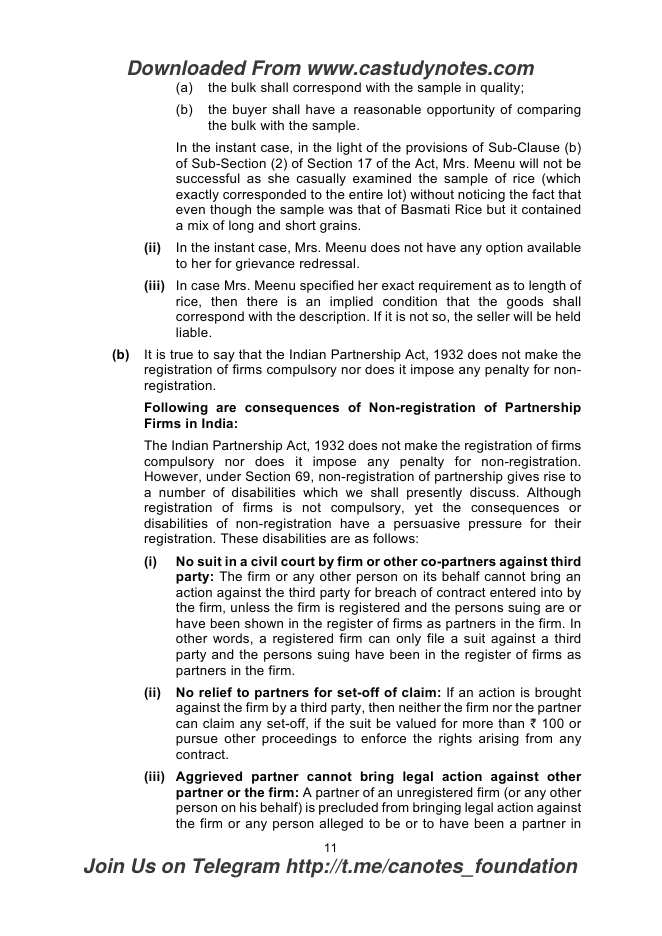 Downloaded From www.castudynotes.com
(a) the bulk shall correspond with the sample in quality;
(b) the buyer shall have a reasonable opportunity of comparing
the bulk with the sample.
In the instant case, in the light of the provisions of Sub-Clause (b)
of Sub-Section (2) of Section 17 of the Act, Mrs. Meenu will not be
successful as she casually examined the sample of rice (which
exactly corresponded to the entire lot) without noticing the fact that
even though the sample was that of Basmati Rice but it contained
a mix of long and short grains.
(ii) In the instant case, Mrs. Meenu does not have any option available
to her for grievance redressal.
(iii) In case Mrs. Meenu specified her exact requirement as to length of
rice, then there is an implied condition that the goods shall
correspond with the description. If it is not so, the seller will be held
liable.
(b) It is true to say that the Indian Partnership Act, 1932 does not make the
registration of firms compulsory nor does it impose any penalty for non-
registration.
Following are consequences of Non-registration of Partnership
Firms in India:
The Indian Partnership Act, 1932 does not make the registration of firms
compulsory nor does it impose any penalty for non-registration.
However, under Section 69, non-registration of partnership gives rise to
a number of disabilities which we shall presently discuss. Although
registration of firms is not compulsory, yet the consequences or
disabilities of non-registration have a persuasive pressure for their
registration. These disabilities are as follows:
(i) No suit in a civil court by firm or other co-partners against third
party: The firm or any other person on its behalf cannot bring an
action against the third party for breach of contract entered into by
the firm, unless the firm is registered and the persons suing are or
have been shown in the register of firms as partners in the firm. In
other words, a registered firm can only file a suit against a third
party and the persons suing have been in the register of firms as
partners in the firm.
(ii) No relief to partners for set-off of claim: If an action is brought
against the firm by a third party, then neither the firm nor the partner
can claim any set-off, if the suit be valued for more than ₹ 100 or
pursue other proceedings to enforce the rights arising from any
contract.
(iii) Aggrieved partner cannot bring legal action against other
partner or the firm: A partner of an unregistered firm (or any other
person on his behalf) is precluded from bringing legal action against
the firm or any person alleged to be or to have been a partner in
11
Join Us on Telegram http://t.me/canotes_foundation